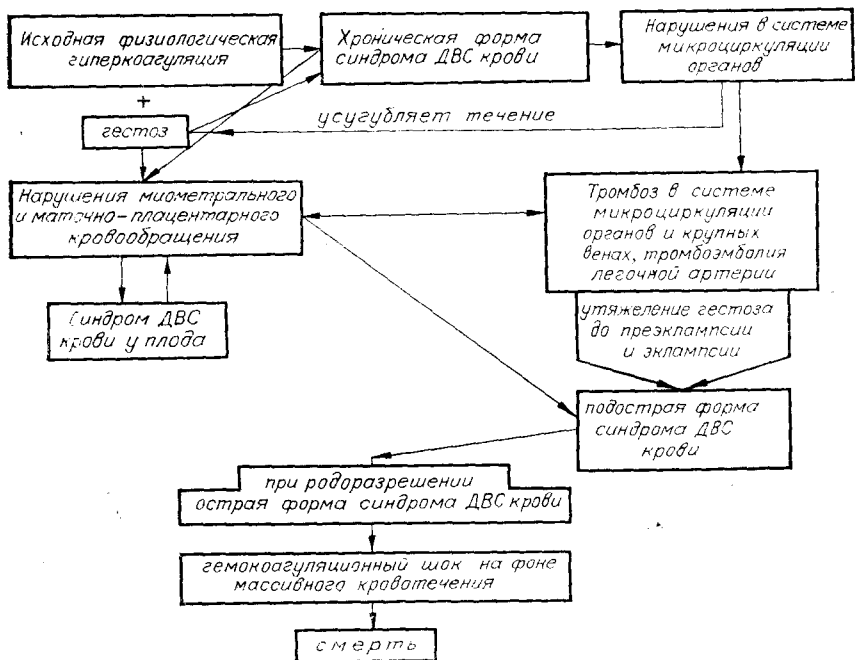 Исходная физиологическая
гиперкоагуляция
Хроническая форма
синдрома ДВС крови
Нарушения в системе
микроциркуляции
органов
+
гестоз
усугубляет течение
Нарушения миометрального
и маточно-плацентарного
кровообращения
Тромбоз в системе
микроциркуляции
органов и крупных
венах, тромбоэмболия
легочной артерии
Синдром ДВС
крови у плода
утяжеление гестоза
до преэклампсии
и эклампсии
подострая форма
синдрома ДВС
крови
при родоразрешении
острая форма синдрома ДВС крови
гемокоагуляционный шок на фоне
массивного кровотечения
смерть